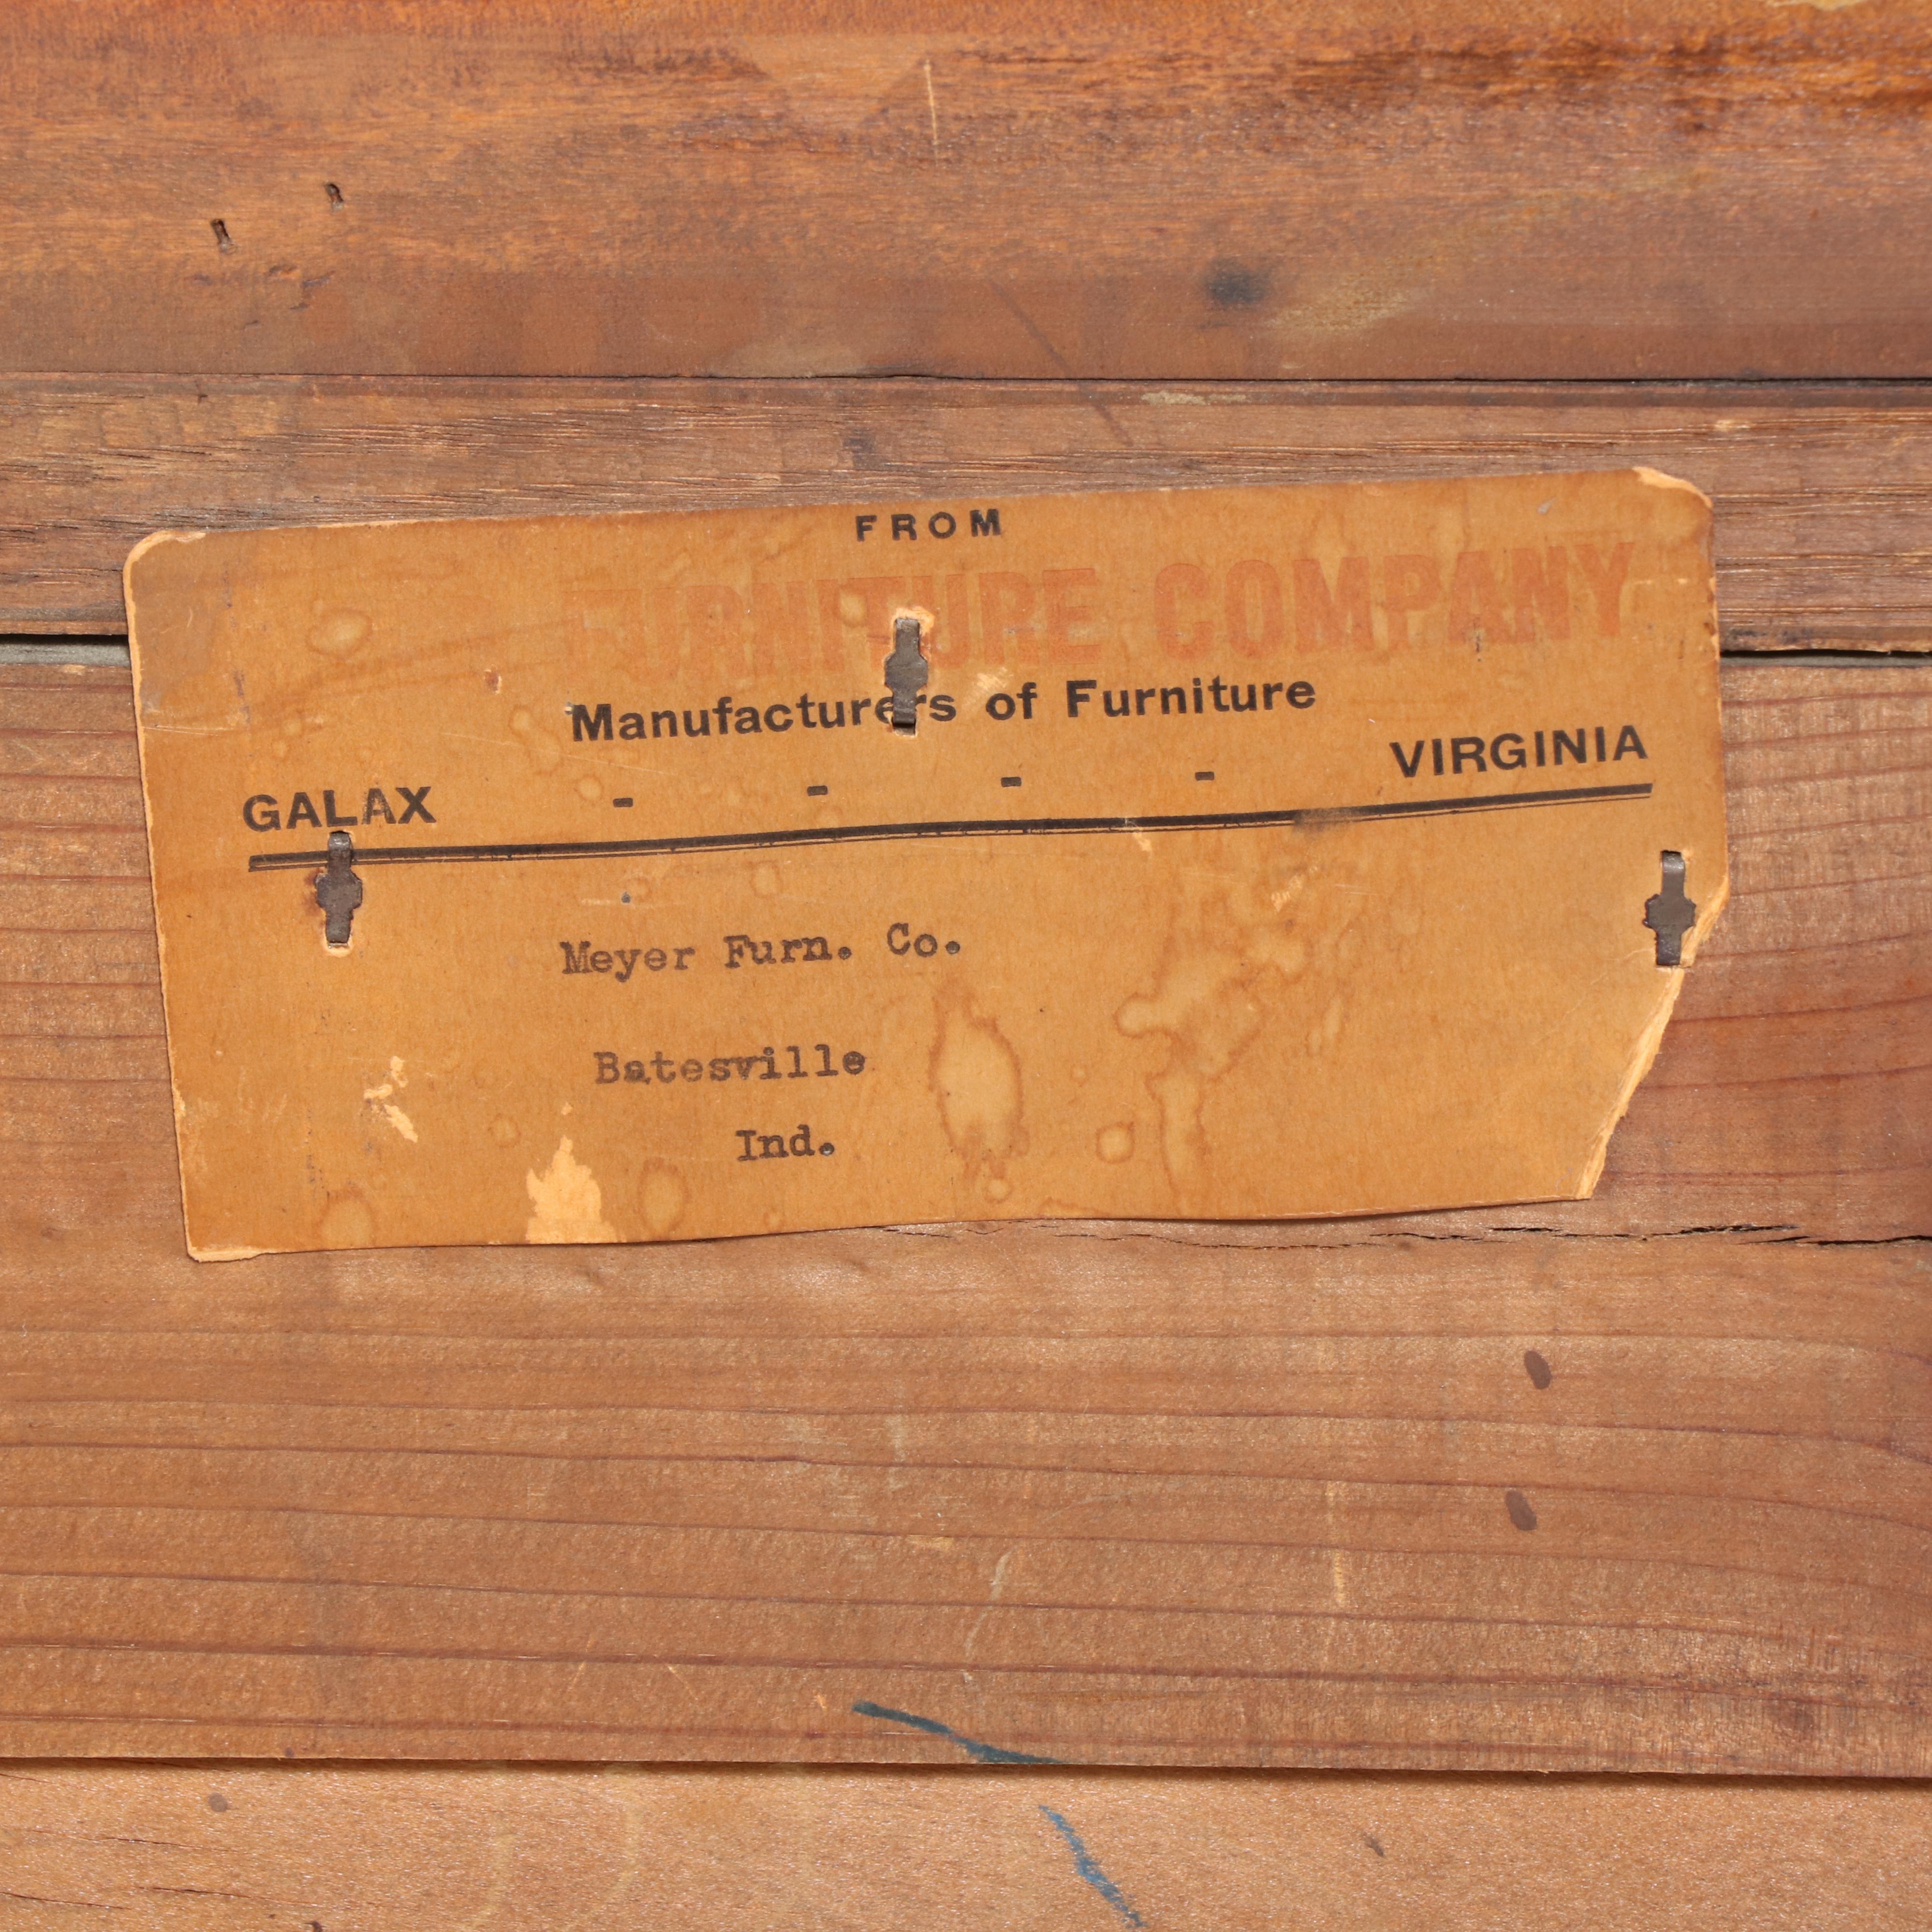 FROM
FURNITURE COMPANY
Manufacturers of Furniture
GALAX - - - - VIRGINIA
Meyer Furn. Co.
Batesville
Ind.